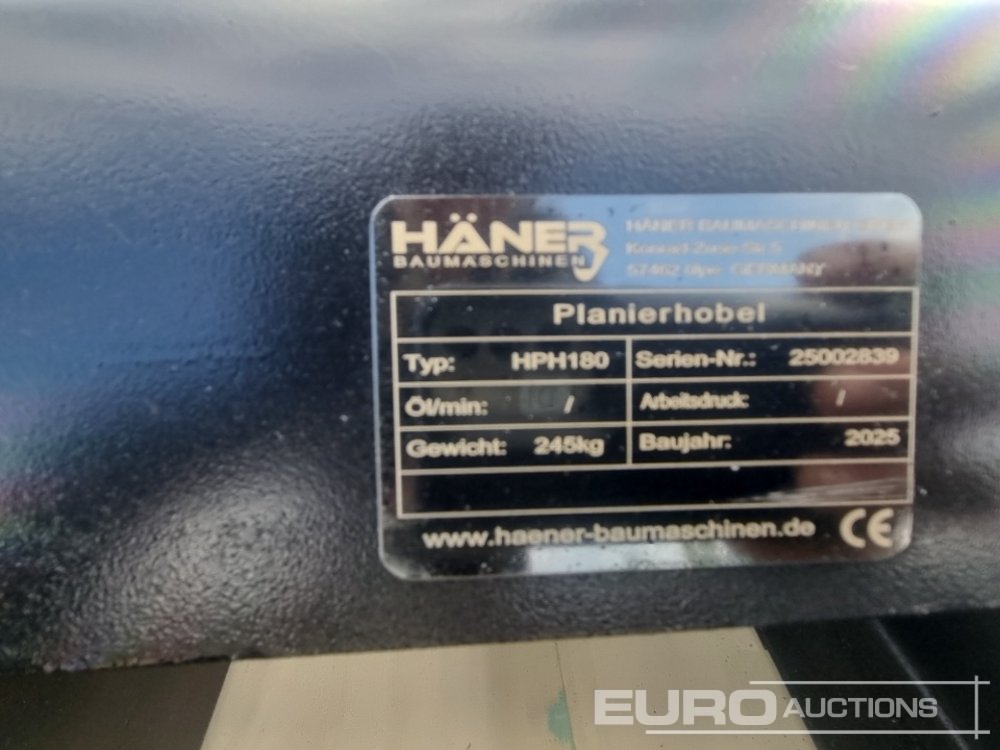 HÄNER
BAUMASCHINEN
HÄNER BAUMASCHINEN
57462 Olpe GERMANY
Planierhobel
Typ: HPH180 Serien-Nr.: 25002839
Öl/min: / Arbeitsdruck: /
Gewicht: 245kg Baujahr: 2025
www.haener-baumaschinen.de CE
EURO AUCTIONS